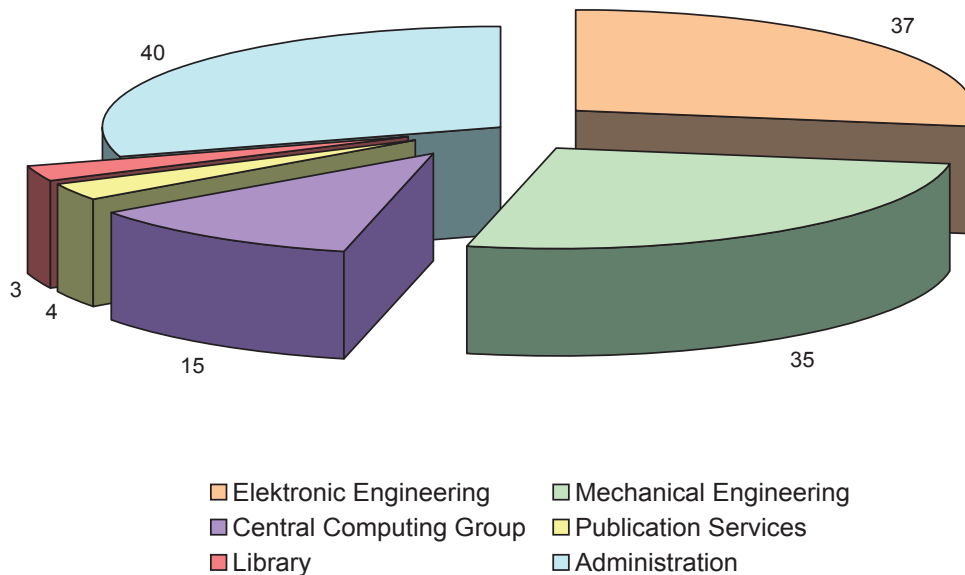 37
40
3
4
15
35
Elektronic Engineering
Mechanical Engineering
Central Computing Group
Publication Services
Library
Administration